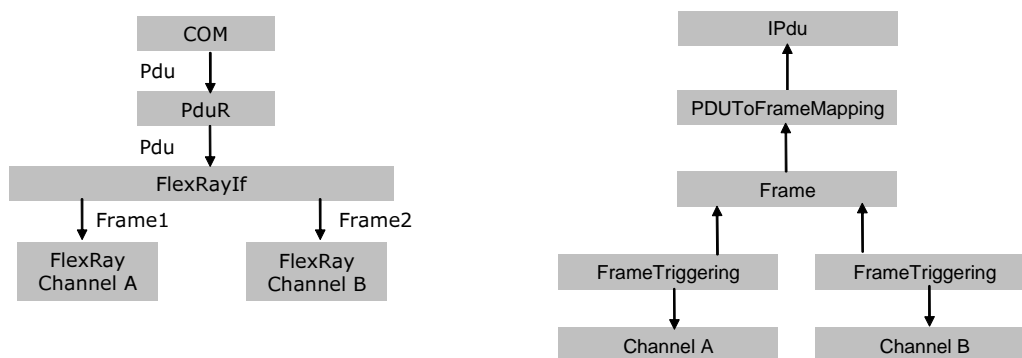 COM
Pdu
PduR
Pdu
FlexRayIf
Frame1
Frame2
FlexRay
Channel A
FlexRay
Channel B
IPdu
PDUToFrameMapping
Frame
FrameTriggering
FrameTriggering
Channel A
Channel B